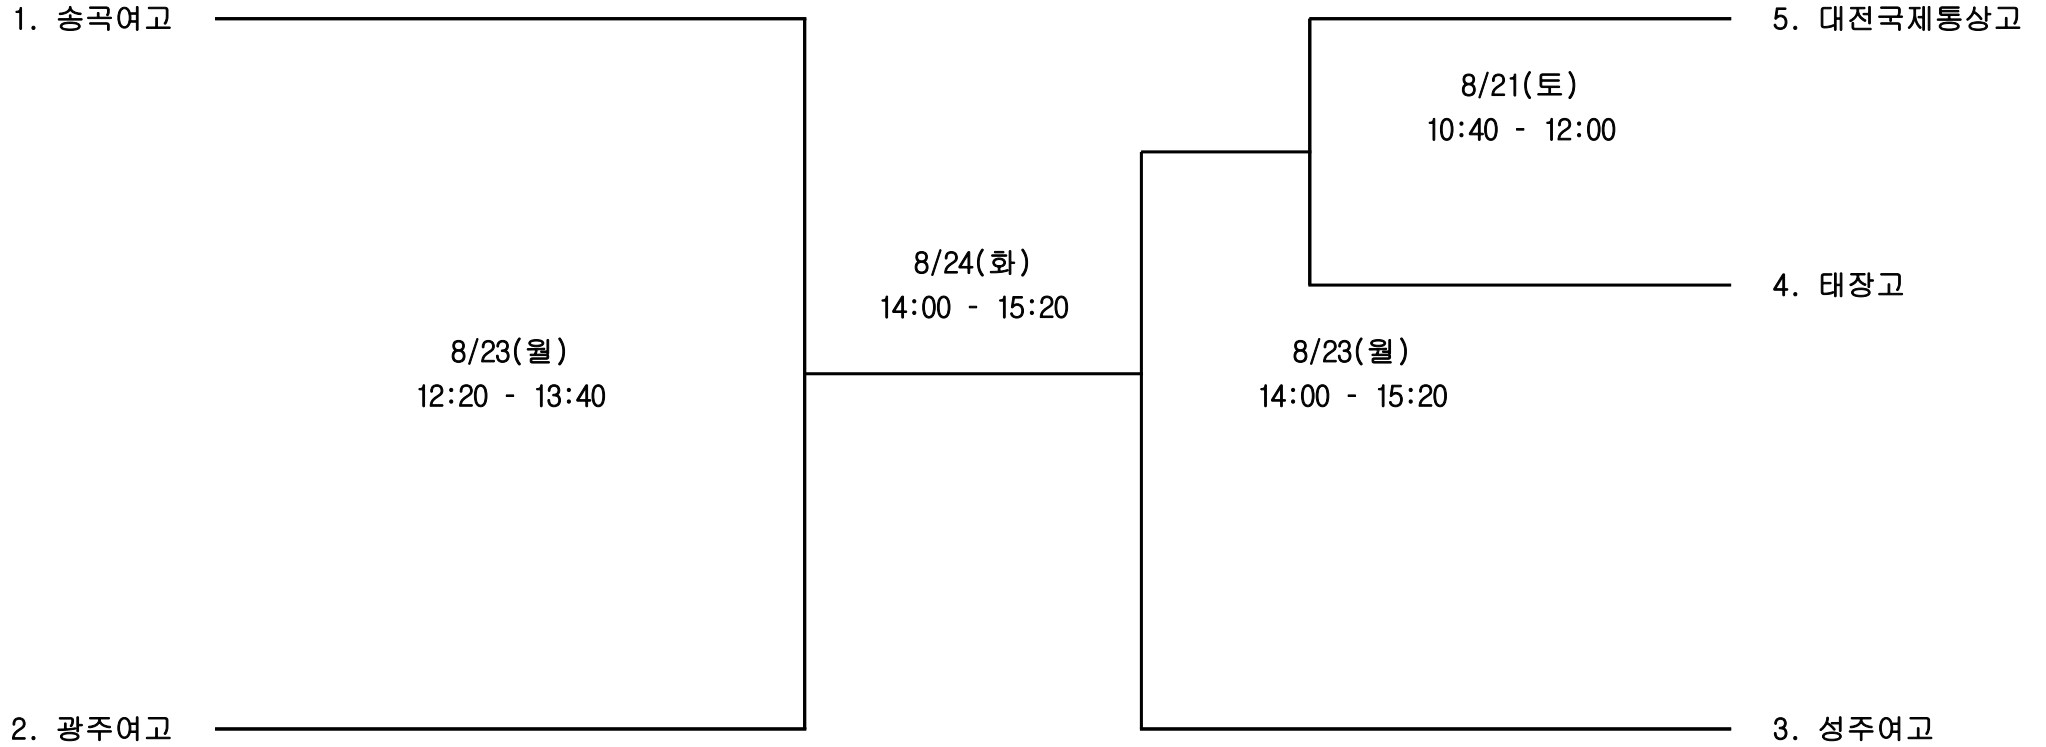 1. 송곡여고
5. 대전국제통상고
8/21(토)
10:40 - 12:00
8/24(화)
14:00 - 15:20
4. 태장고
8/23(월)
12:20 - 13:40
8/23(월)
14:00 - 15:20
2. 광주여고
3. 성주여고